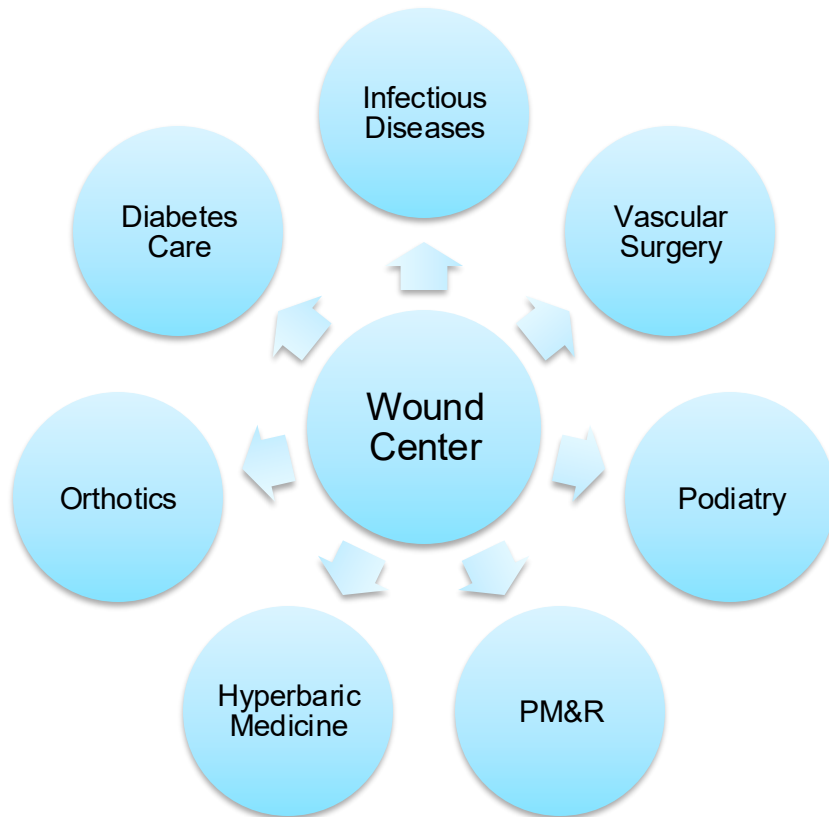 Infectious
Diseases
Diabetes
Care
Vascular
Surgery
Wound
Center
Orthotics
Podiatry
Hyperbaric
Medicine
PM&R